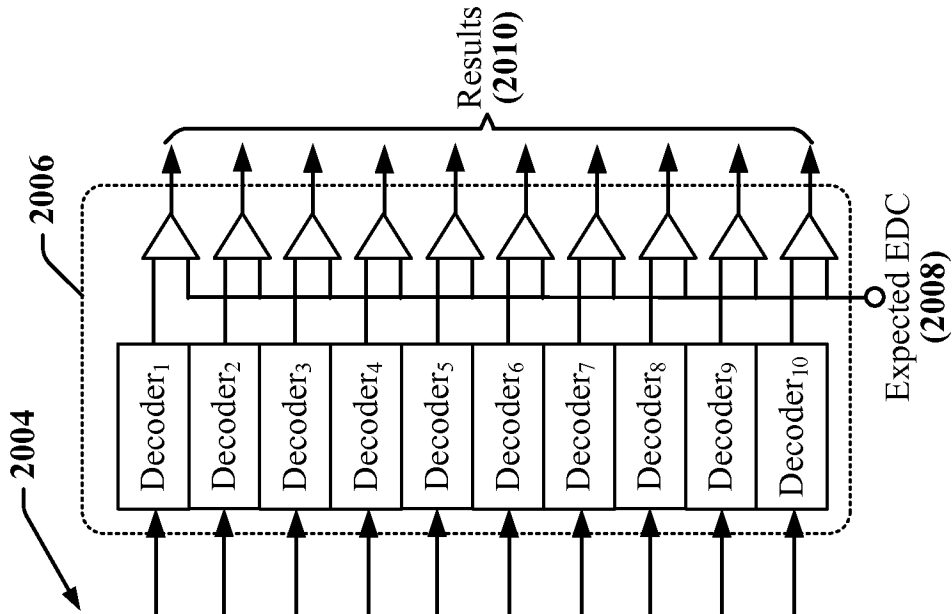 2004
2006
Decoder1
Decoder2
Decoder3
Decoder4
Decoder5
Decoder6
Decoder7
Decoder8
Decoder9
Decoder10
Results
(2010)
Expected EDC
(2008)